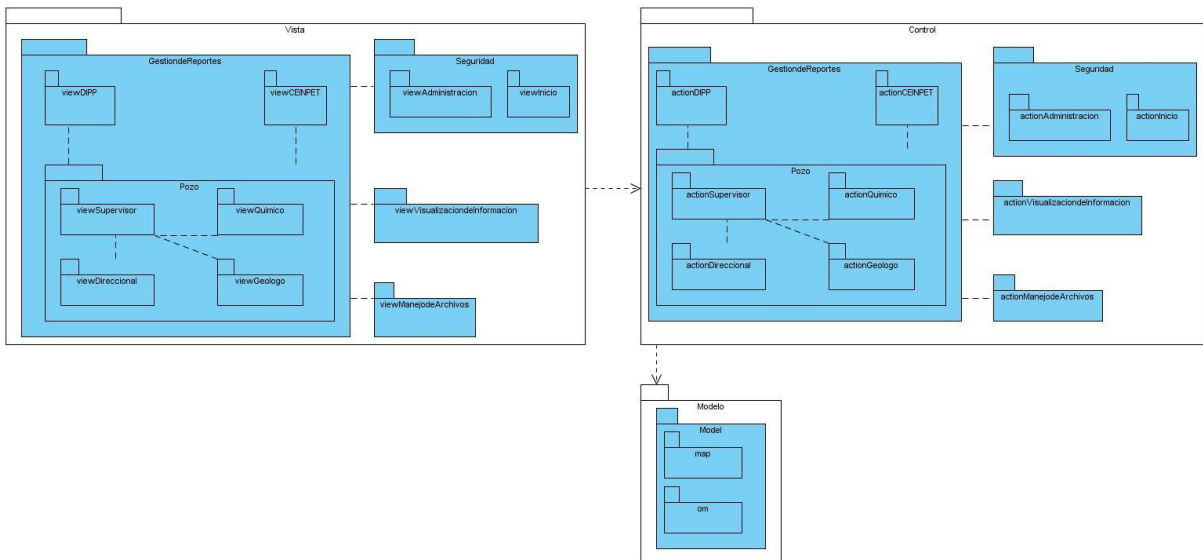 Vista
GestiondeReportes
viewDIPP
viewCEINPET
Pozo
viewSupervisor
viewQuimico
viewDireccional
viewGeologo
Seguridad
viewAdministracion
viewInicio
viewVisualizaciondeInformacion
viewManejodeArchivos
Control
GestiondeReportes
actionDIPP
actionCEINPET
Pozo
actionSupervisor
actionQuimico
actionDireccional
actionGeologo
Seguridad
actionAdministracion
actionInicio
actionVisualizaciondeInformacion
actionManejodeArchivos
Modelo
Model
map
om